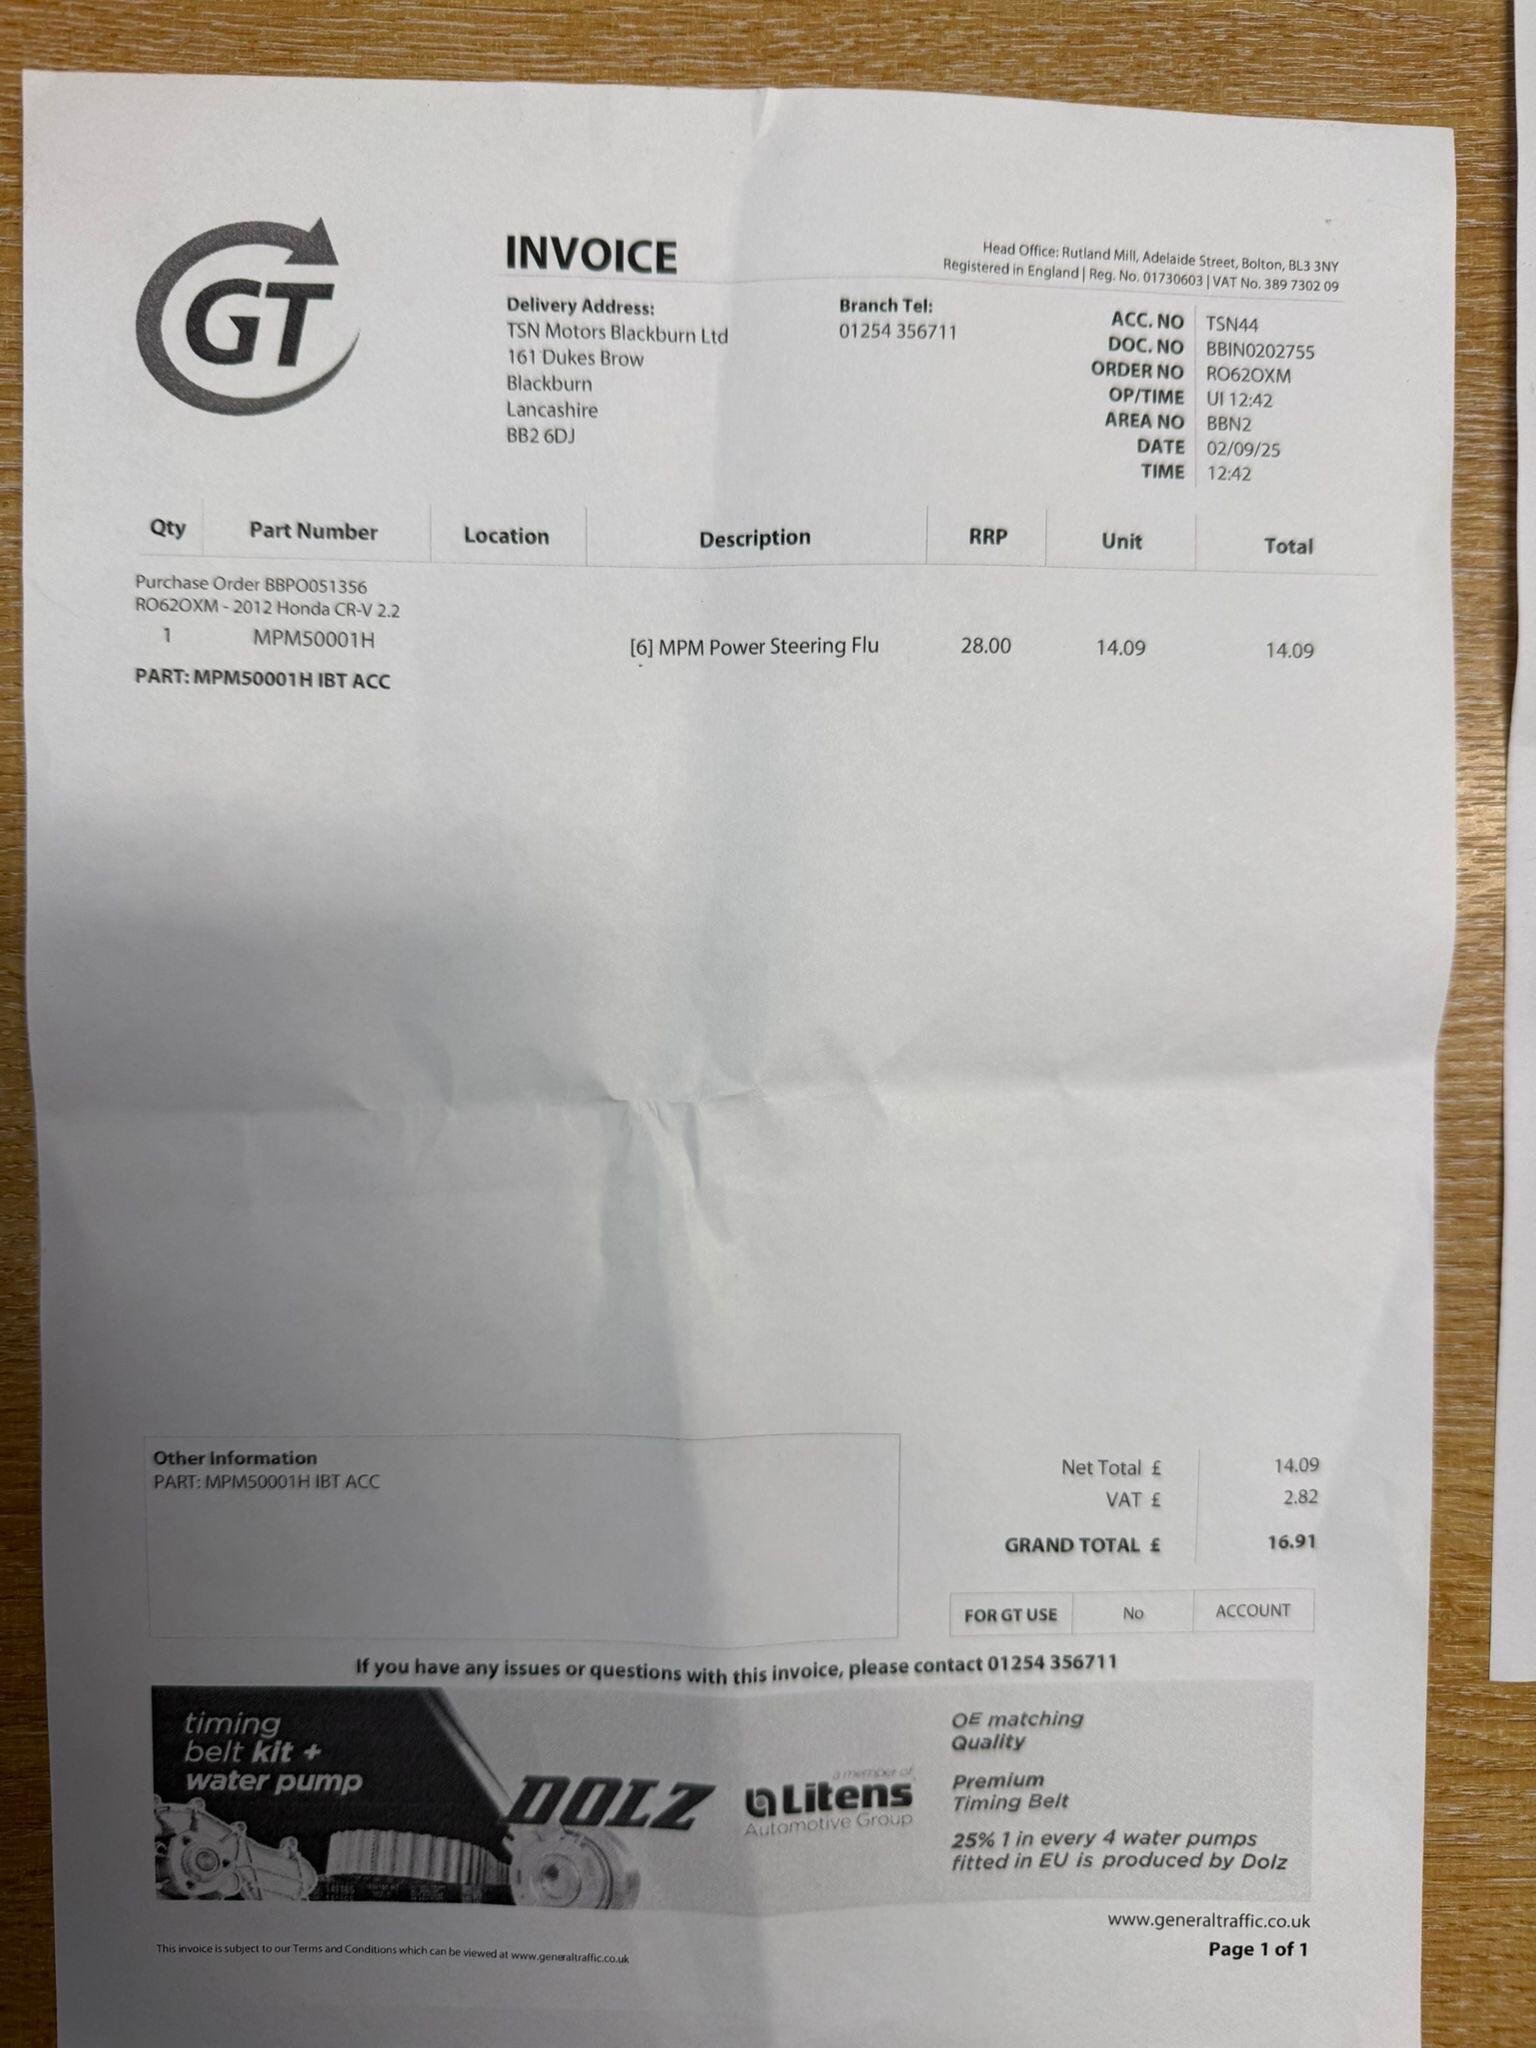 GT
INVOICE
Head Office: Rutland Mill, Adelaide Street, Bolton, BL3 3NY
Registered in England | Reg. No. 01730603 | VAT No. 389 7302 09
Delivery Address:
TSN Motors Blackburn Ltd
161 Dukes Brow
Blackburn
Lancashire
BB2 6DJ
Branch Tel:
01254 356711
ACC. NO TSN44
DOC. NO BBIN0202755
ORDER NO RO62OXM
OP/TIME UI 12:42
AREA NO BBN2
DATE 02/09/25
TIME 12:42
Qty Part Number Location Description RRP Unit Total
Purchase Order BBPO051356
RO62OXM - 2012 Honda CR-V 2.2
1 MPM50001H [6] MPM Power Steering Flu 28.00 14.09 14.09
PART: MPM50001H IBT ACC
Other Information
PART: MPM50001H IBT ACC
Net Total £ 14.09
VAT £ 2.82
GRAND TOTAL £ 16.91
FOR GT USE No ACCOUNT
If you have any issues or questions with this invoice, please contact 01254 356711
timing
belt kit +
water pump
DOLZ
a member of
Litens
Automotive Group
OE matching
Quality
Premium
Timing Belt
25% 1 in every 4 water pumps
fitted in EU is produced by Dolz
www.generaltraffic.co.uk
This invoice is subject to our Terms and Conditions which can be viewed at www.generaltraffic.co.uk
Page 1 of 1